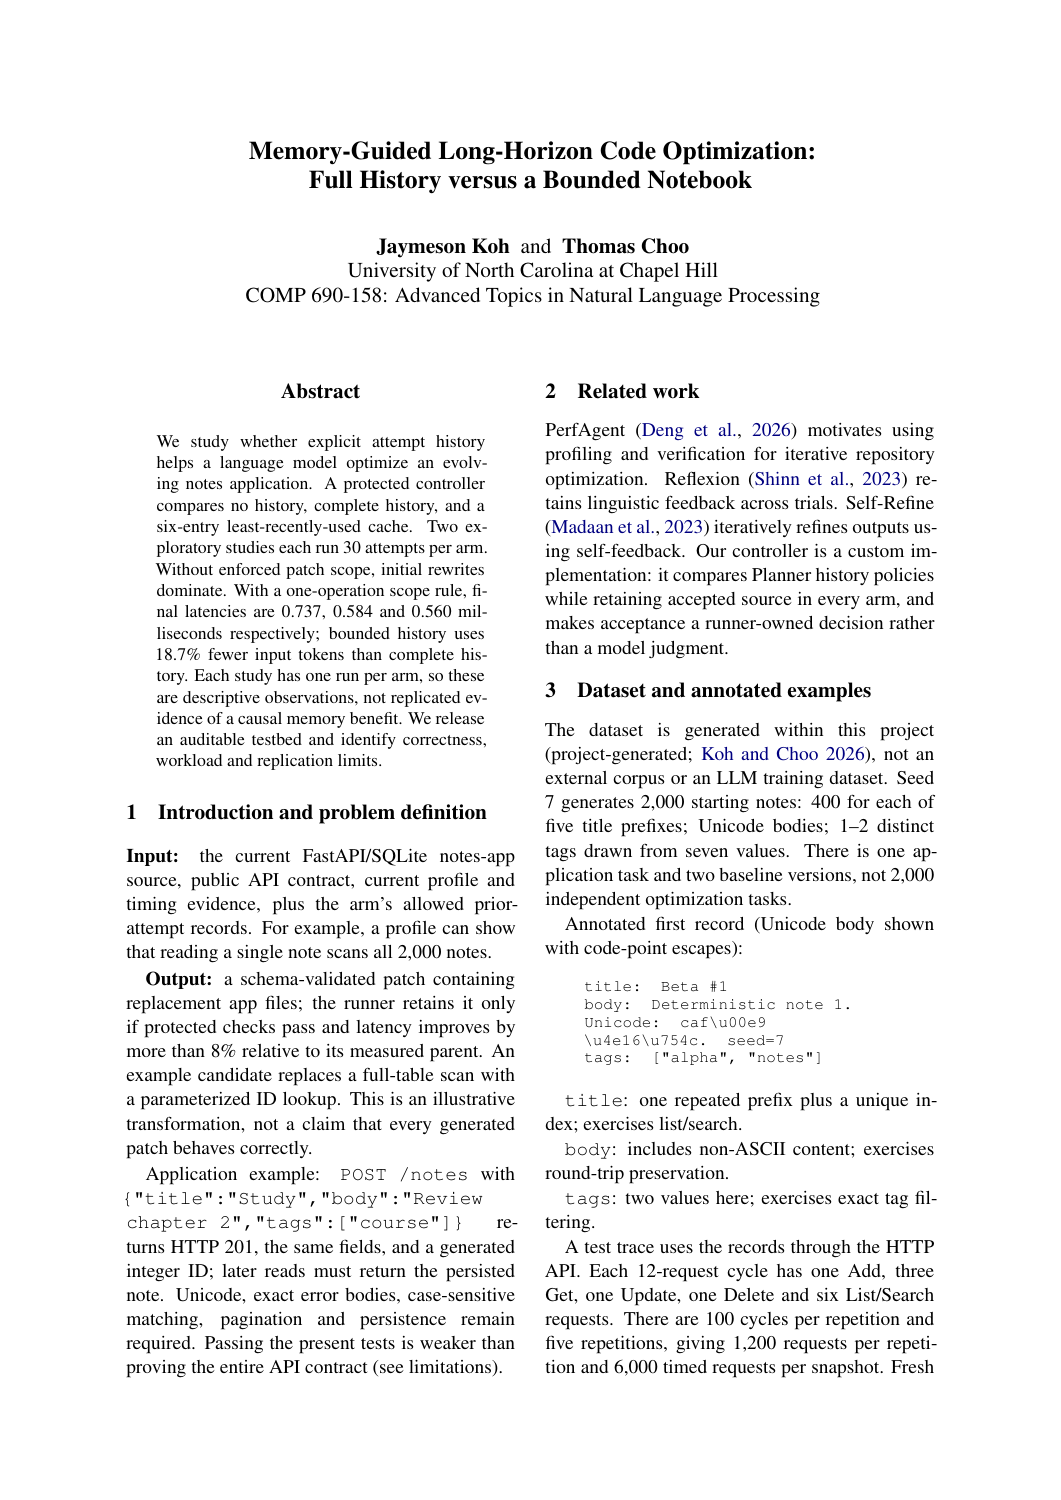 Memory-Guided Long-Horizon Code Optimization:
Full History versus a Bounded Notebook
Jaymeson Koh and Thomas Choo
University of North Carolina at Chapel Hill
COMP 690-158: Advanced Topics in Natural Language Processing
Abstract
We study whether explicit attempt history
helps a language model optimize an evolv-
ing notes application. A protected controller
compares no history, complete history, and a
six-entry least-recently-used cache. Two ex-
ploratory studies each run 30 attempts per arm.
Without enforced patch scope, initial rewrites
dominate. With a one-operation scope rule, fi-
nal latencies are 0.737, 0.584 and 0.560 mil-
liseconds respectively; bounded history uses
18.7% fewer input tokens than complete his-
tory. Each study has one run per arm, so these
are descriptive observations, not replicated ev-
idence of a causal memory benefit. We release
an auditable testbed and identify correctness,
workload and replication limits.
1 Introduction and problem definition
Input: the current FastAPI/SQLite notes-app
source, public API contract, current profile and
timing evidence, plus the arm's allowed prior-
attempt records. For example, a profile can show
that reading a single note scans all 2,000 notes.
Output: a schema-validated patch containing
replacement app files; the runner retains it only
if protected checks pass and latency improves by
more than 8% relative to its measured parent. An
example candidate replaces a full-table scan with
a parameterized ID lookup. This is an illustrative
transformation, not a claim that every generated
patch behaves correctly.
Application example: POST /notes with
{"title":"Study","body":"Review
chapter 2","tags":["course"]} re-
turns HTTP 201, the same fields, and a generated
integer ID; later reads must return the persisted
note. Unicode, exact error bodies, case-sensitive
matching, pagination and persistence remain
required. Passing the present tests is weaker than
proving the entire API contract (see limitations).
2 Related work
PerfAgent (Deng et al., 2026) motivates using
profiling and verification for iterative repository
optimization. Reflexion (Shinn et al., 2023) re-
tains linguistic feedback across trials. Self-Refine
(Madaan et al., 2023) iteratively refines outputs us-
ing self-feedback. Our controller is a custom im-
plementation: it compares Planner history policies
while retaining accepted source in every arm, and
makes acceptance a runner-owned decision rather
than a model judgment.
3 Dataset and annotated examples
The dataset is generated within this project
(project-generated; Koh and Choo 2026), not an
external corpus or an LLM training dataset. Seed
7 generates 2,000 starting notes: 400 for each of
five title prefixes; Unicode bodies; 1–2 distinct
tags drawn from seven values. There is one ap-
plication task and two baseline versions, not 2,000
independent optimization tasks.
Annotated first record (Unicode body shown
with code-point escapes):
title: Beta #1
body: Deterministic note 1.
Unicode: caf\u00e9
\u4e16\u754c. seed=7
tags: ["alpha", "notes"]
title: one repeated prefix plus a unique in-
dex; exercises list/search.
body: includes non-ASCII content; exercises
round-trip preservation.
tags: two values here; exercises exact tag fil-
tering.
A test trace uses the records through the HTTP
API. Each 12-request cycle has one Add, three
Get, one Update, one Delete and six List/Search
requests. There are 100 cycles per repetition and
five repetitions, giving 1,200 requests per repeti-
tion and 6,000 timed requests per snapshot. Fresh